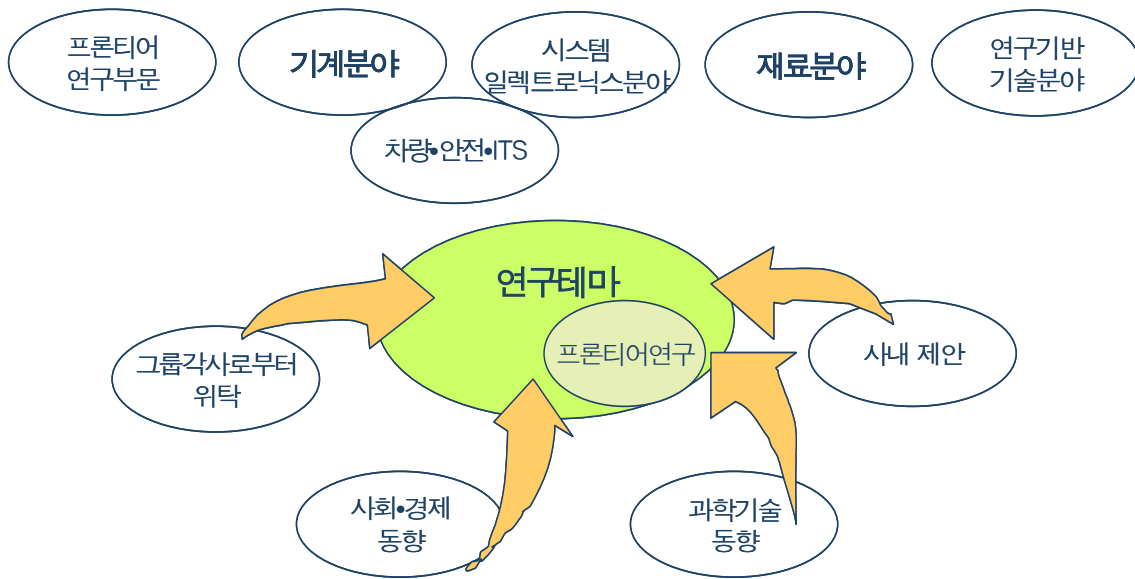 프론티어
연구부문
기계분야
시스템
일렉트로닉스분야
재료분야
연구기반
기술분야
차량•안전•ITS
연구테마
프론티어연구
그룹각사로부터
위탁
사내 제안
사회•경제
동향
과학기술
동향